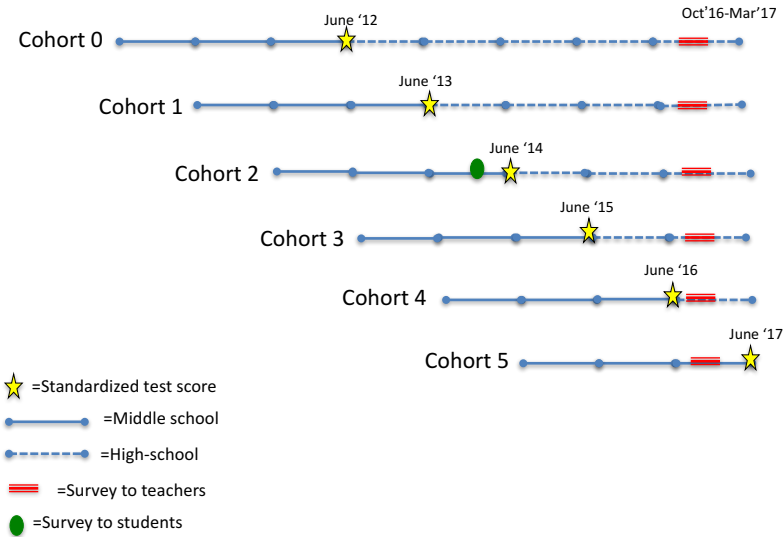 June ‘12
Oct’16-Mar’17
Cohort 0
June ‘13
Cohort 1
June ‘14
Cohort 2
June ‘15
Cohort 3
June ‘16
Cohort 4
June ‘17
Cohort 5
=Standardized test score
=Middle school
=High-school
=Survey to teachers
=Survey to students